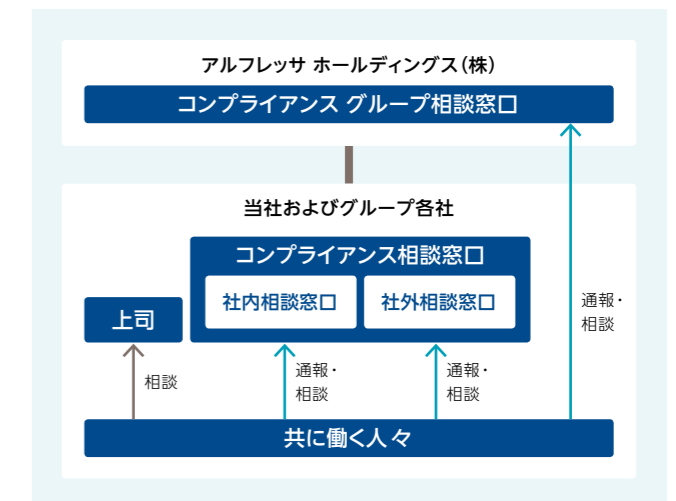 アルフレッサ ホールディングス(株)
コンプライアンス グループ相談窓口
当社およびグループ各社
コンプライアンス相談窓口
社内相談窓口
社外相談窓口
上司
相談
通報・
相談
通報・
相談
通報・
相談
共に働く人々